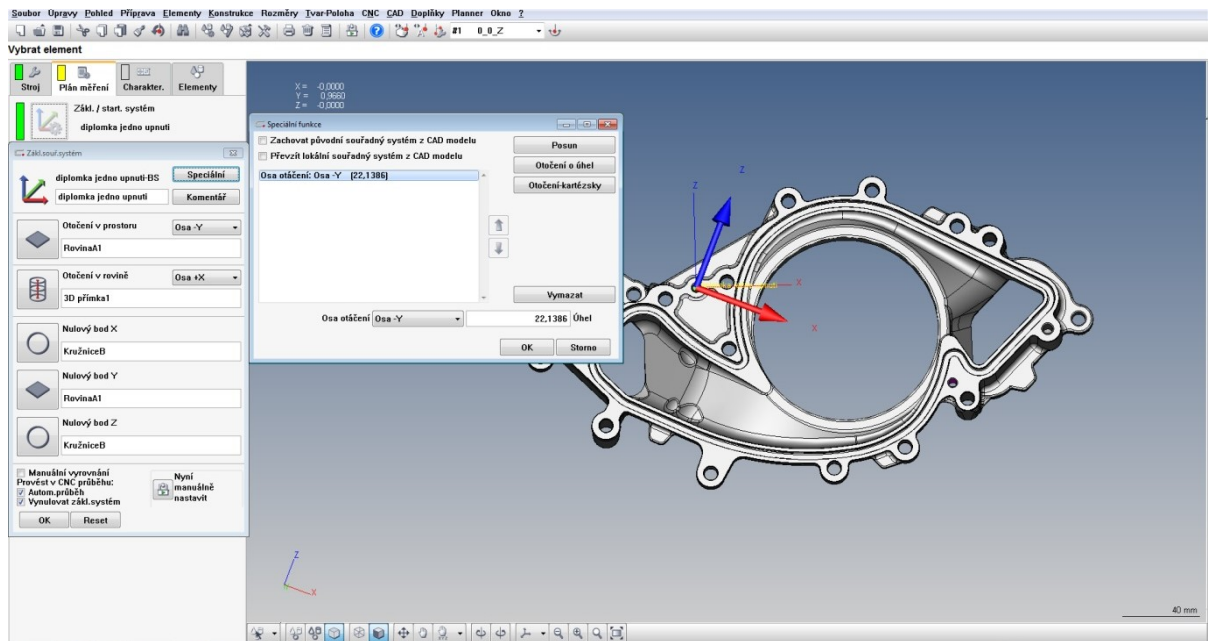 Soubor Úpravy Pohled Příprava Elementy Konstrukce Rozměry Tvar-Poloha CNC CAD Doplňky Planner Okno ?
#1 0_0_Z
Vybrat element
Stroj Plán měření Charakter. Elementy
Zákl. / start. systém
diplomka jedno upnuti
Zákl.souř.systém
diplomka jedno upnuti-BS Speciální
diplomka jedno upnuti Komentář
Otočení v prostoru Osa -Y
RovinaA1
Otočení v rovině Osa +X
3D přímka1
Nulový bod X
KružniceB
Nulový bod Y
RovinaA1
Nulový bod Z
KružniceB
Manuální vyrovnání
Provést v CNC průběhu:
Autom.průběh
Vynulovat zákl.systém
Nyní
manuálně
nastavit
OK Reset
X = -0,0000
Y = 0,9660
Z = -0,0000
Speciální funkce
Zachovat původní souřadný systém z CAD modelu
Převzít lokální souřadný systém z CAD modelu
Osa otáčení: Osa -Y (22,1386)
Posun
Otočení o úhel
Otočení-kartézsky
Vymazat
Osa otáčení Osa -Y 22,1386 Úhel
OK Storno
Z
Z
X
X
Z
X
40 mm